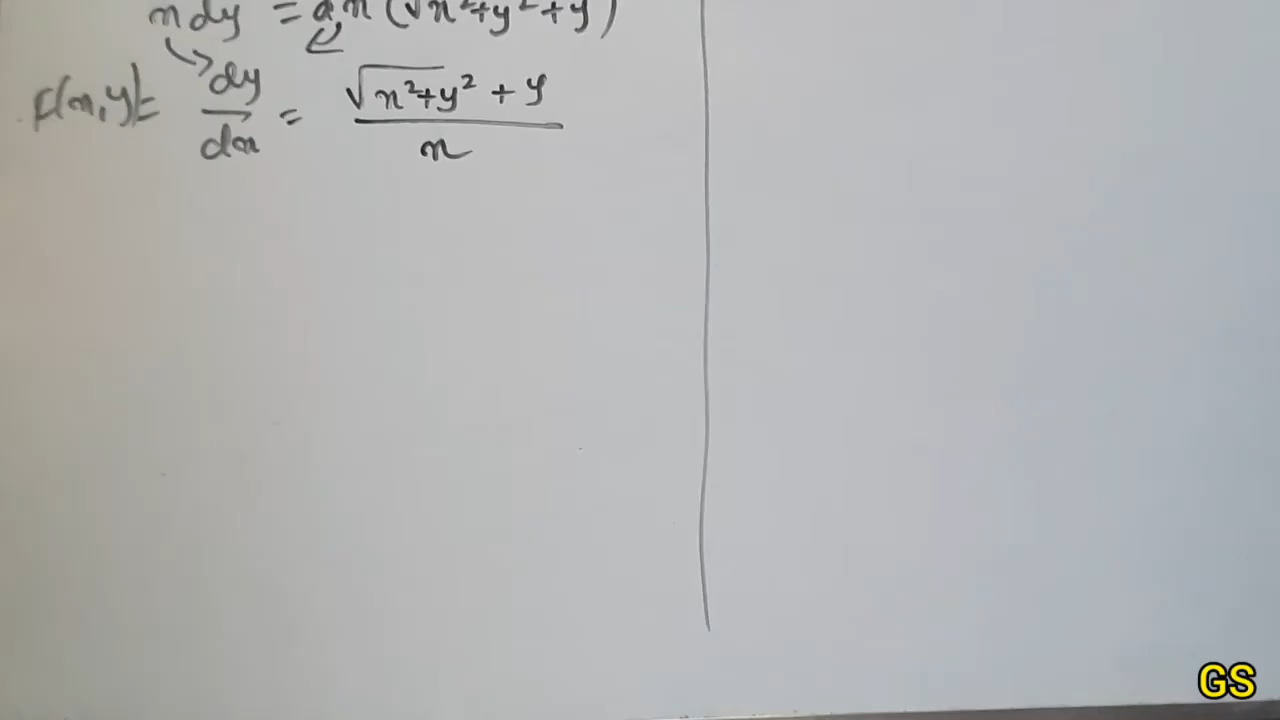 x dy = dx (√x²+y² + y)
F(x,y)= dy/dx = (√x²+y² + y)/x
GS